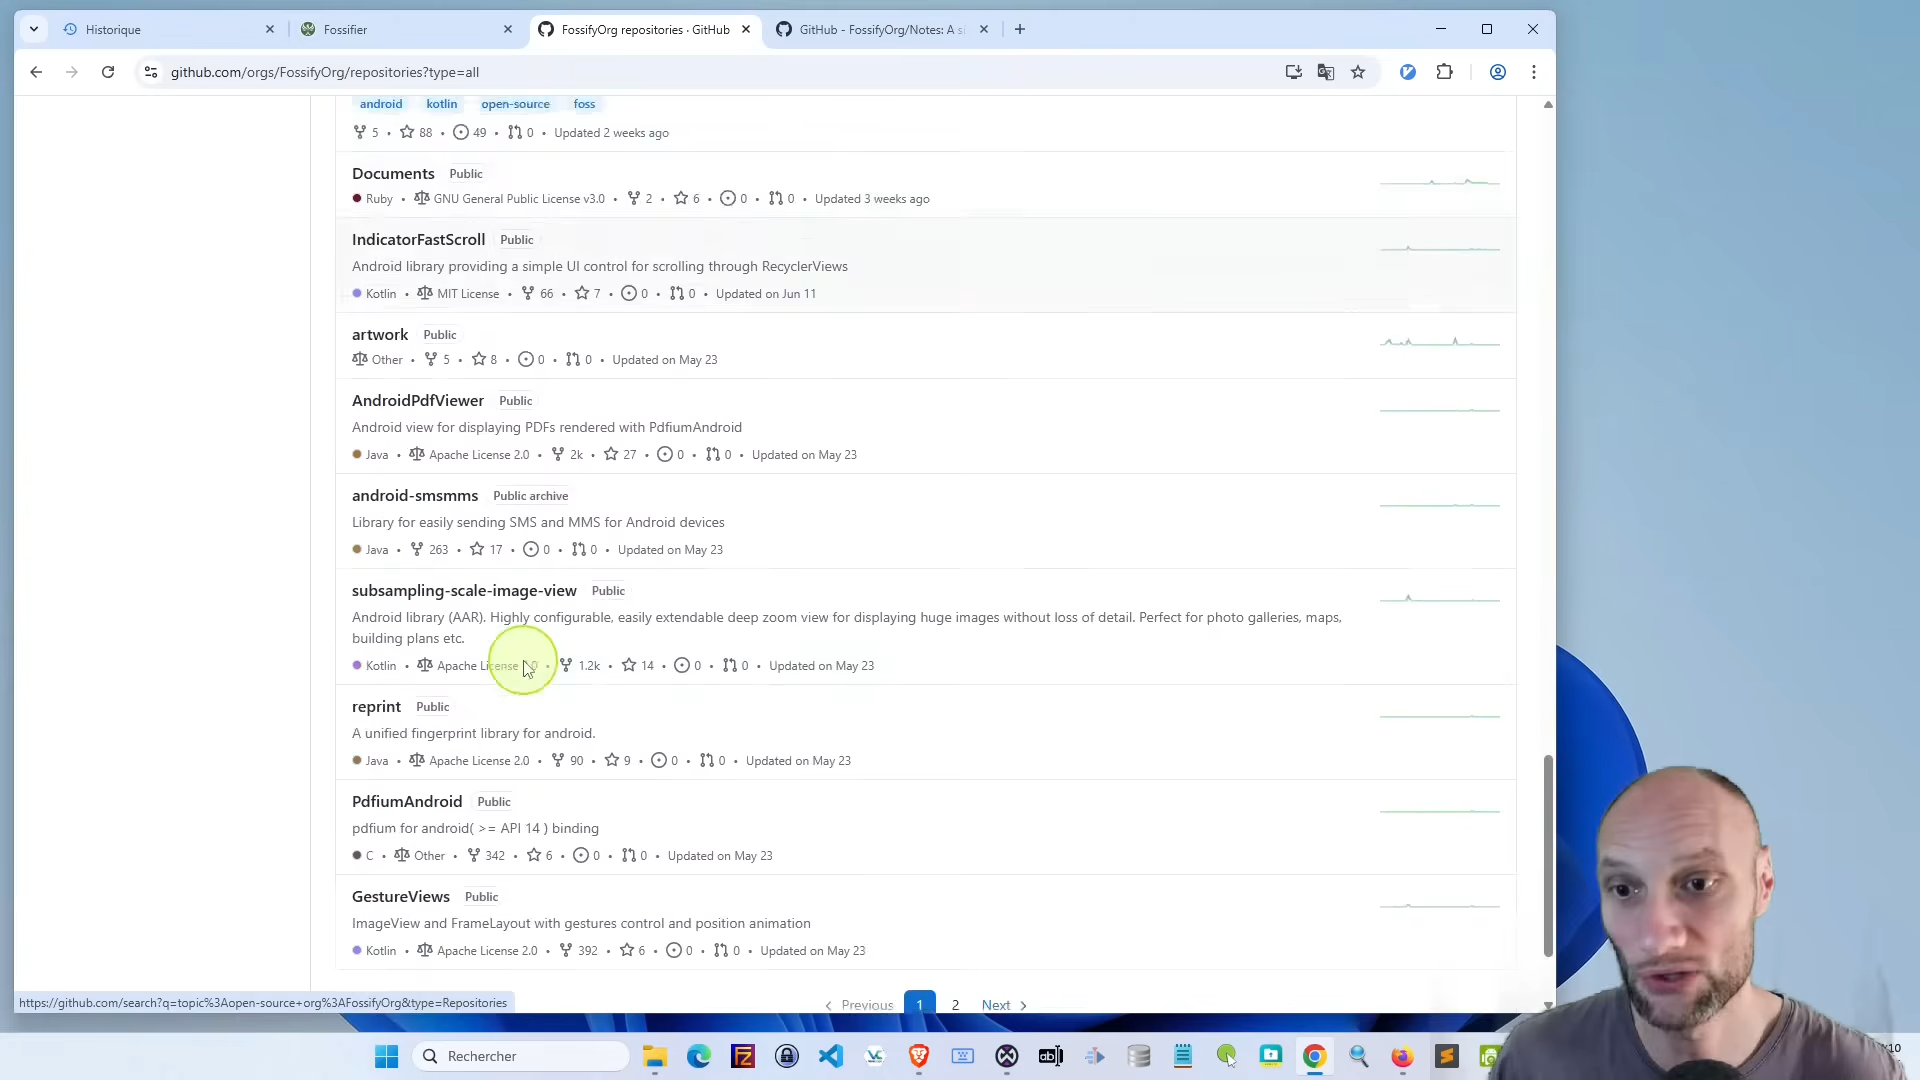 Historique
Fossifier
FossifyOrg repositories · GitHub
GitHub - FossifyOrg/Notes: A s
github.com/orgs/FossifyOrg/repositories?type=all
android kotlin open-source foss
5 • 88 • 49 • 0 • Updated 2 weeks ago
Documents Public
Ruby • GNU General Public License v3.0 • 2 • 6 • 0 • 0 • Updated 3 weeks ago
IndicatorFastScroll Public
Android library providing a simple UI control for scrolling through RecyclerViews
Kotlin • MIT License • 66 • 7 • 0 • 0 • Updated on Jun 11
artwork Public
Other • 5 • 8 • 0 • 0 • Updated on May 23
AndroidPdfViewer Public
Android view for displaying PDFs rendered with PdfiumAndroid
Java • Apache License 2.0 • 2k • 27 • 0 • 0 • Updated on May 23
android-smsmms Public archive
Library for easily sending SMS and MMS for Android devices
Java • 263 • 17 • 0 • 0 • Updated on May 23
subsampling-scale-image-view Public
Android library (AAR). Highly configurable, easily extendable deep zoom view for displaying huge images without loss of detail. Perfect for photo galleries, maps,
building plans etc.
Kotlin • Apache License • 1.2k • 14 • 0 • 0 • Updated on May 23
reprint Public
A unified fingerprint library for android.
Java • Apache License 2.0 • 90 • 9 • 0 • 0 • Updated on May 23
PdfiumAndroid Public
pdfium for android( >= API 14 ) binding
C • Other • 342 • 6 • 0 • 0 • Updated on May 23
GestureViews Public
ImageView and FrameLayout with gestures control and position animation
Kotlin • Apache License 2.0 • 392 • 6 • 0 • 0 • Updated on May 23
https://github.com/search?q=topic%3Aopen-source+org%3AFossifyOrg&type=Repositories
Previous 1 2 Next
Rechercher